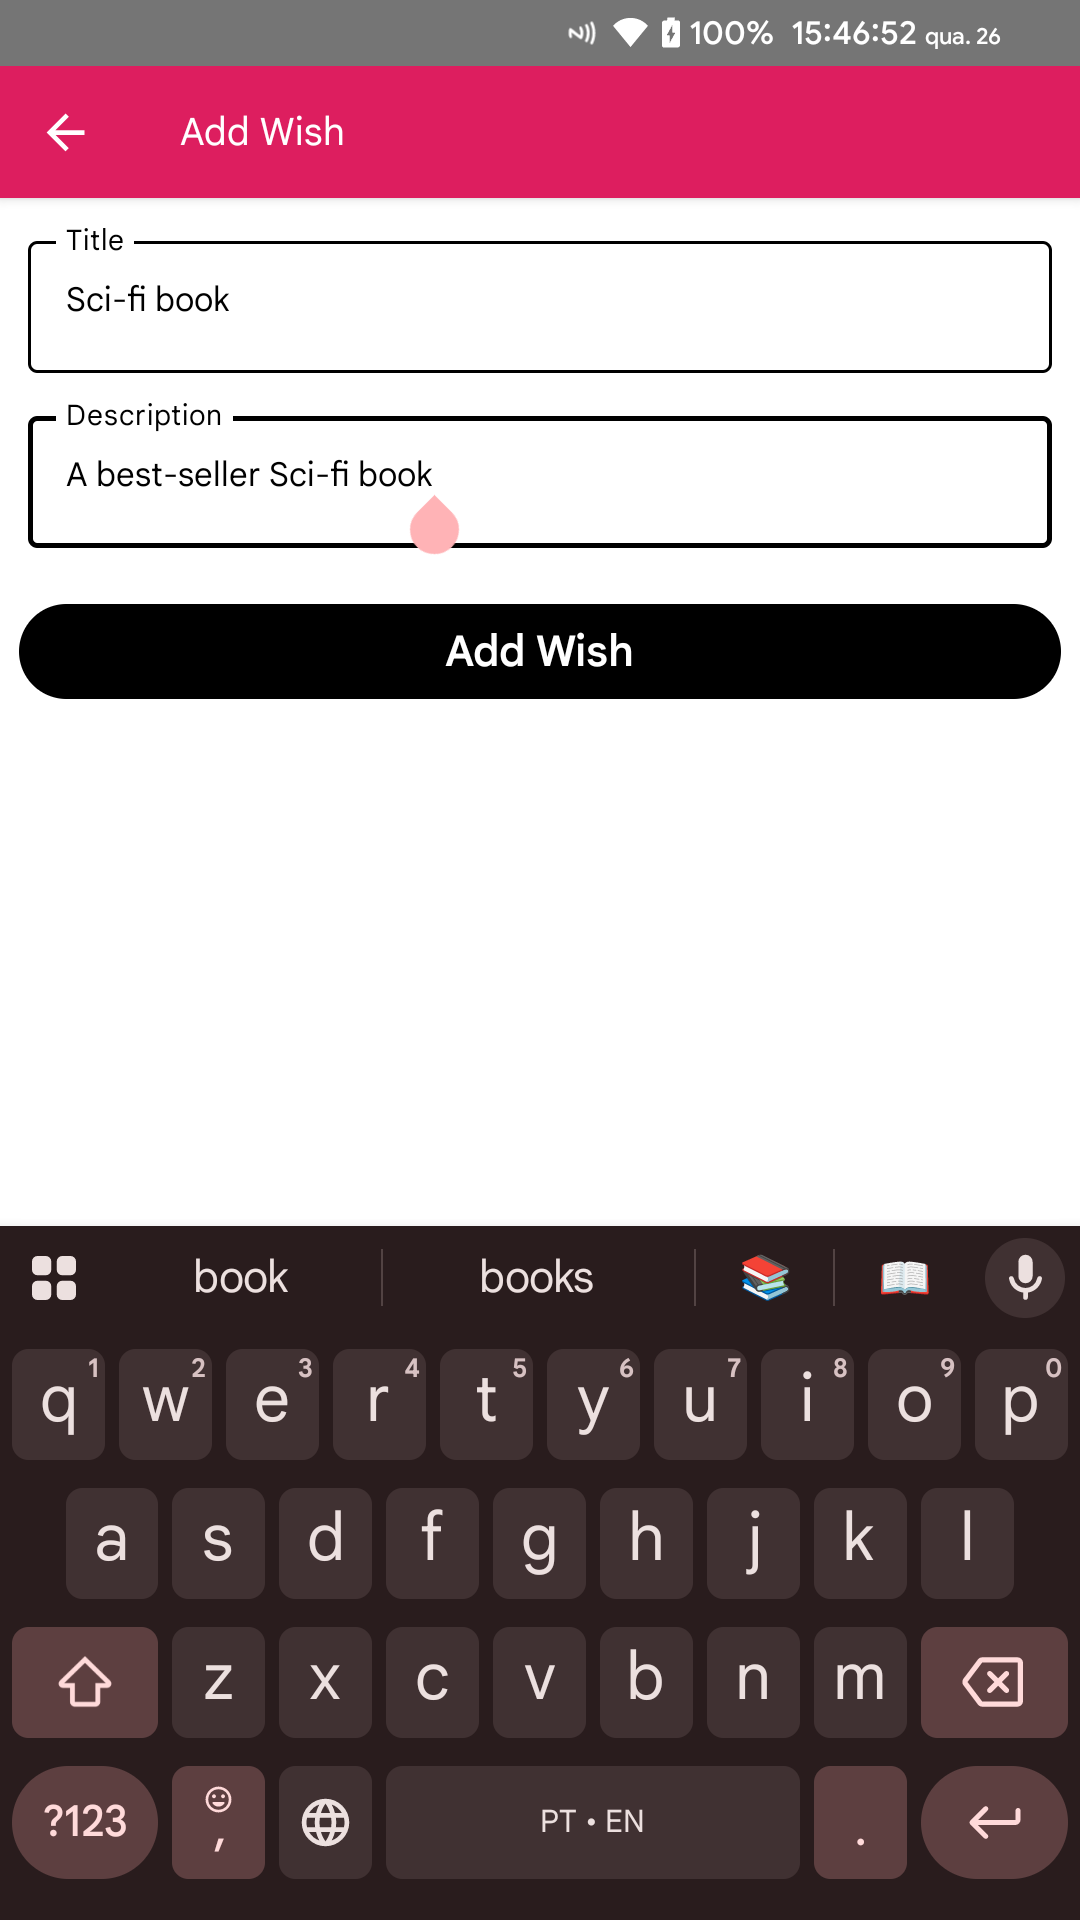 100% 15:46:52 qua. 26
Add Wish
Title
Sci-fi book
Description
A best-seller Sci-fi book
Add Wish
book books
q1 w2 e3 r4 t5 y6 u7 i8 o9 p0
a s d f g h j k l
z x c v b n m
?123 , PT • EN .